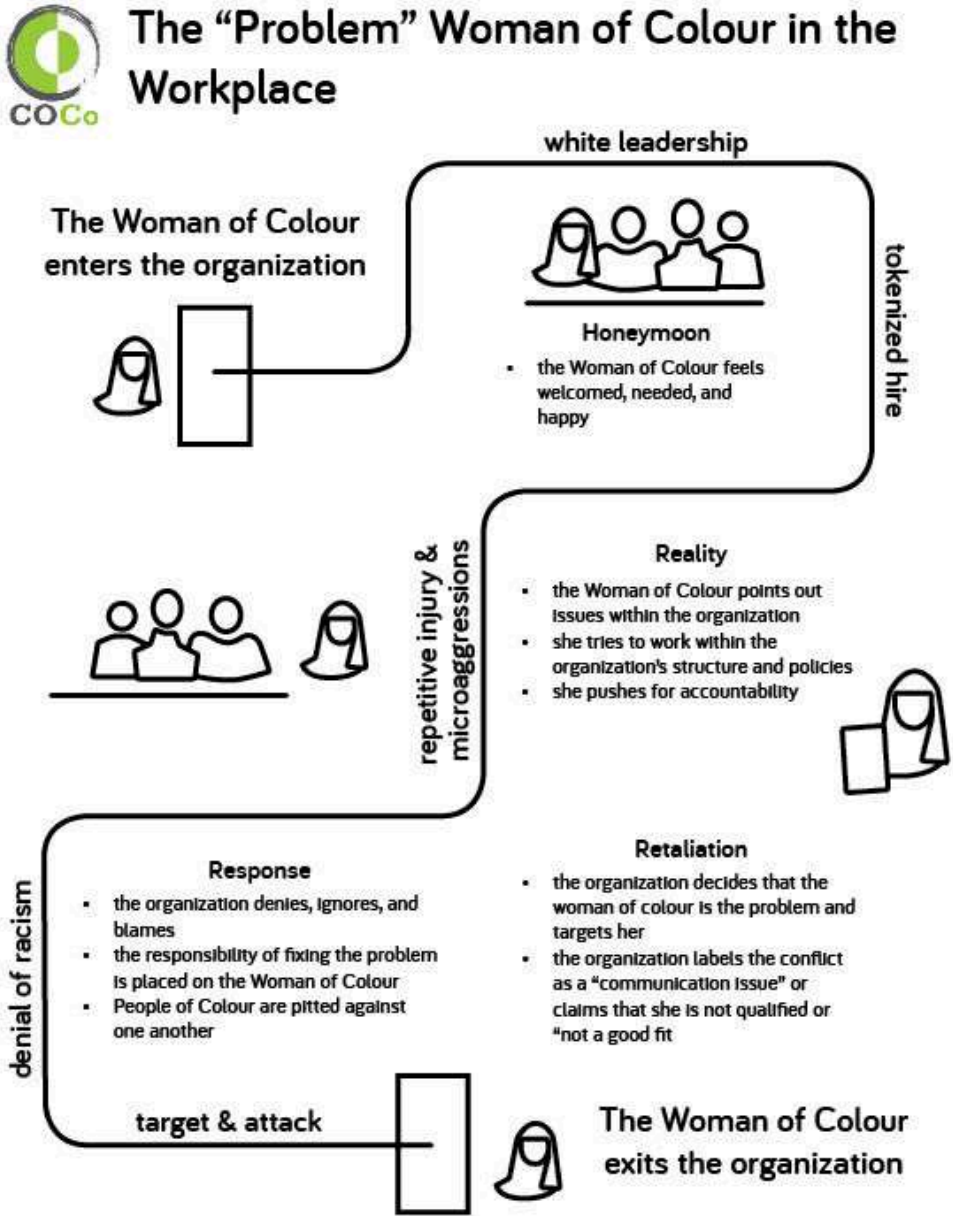 The “Problem” Woman of Colour in the
Workplace
COCo
white leadership
The Woman of Colour
enters the organization
tokenized hire
Honeymoon
▪ the Woman of Colour feels
welcomed, needed, and
happy
repetitive injury &
microaggressions
Reality
▪ the Woman of Colour points out
issues within the organization
▪ she tries to work within the
organization’s structure and policies
▪ she pushes for accountability
denial of racism
Response
▪ the organization denies, ignores, and
blames
▪ the responsibility of fixing the problem
is placed on the Woman of Colour
▪ People of Colour are pitted against
one another
Retaliation
▪ the organization decides that the
woman of colour is the problem and
targets her
▪ the organization labels the conflict
as a “communication issue” or
claims that she is not qualified or
“not a good fit
target & attack
The Woman of Colour
exits the organization